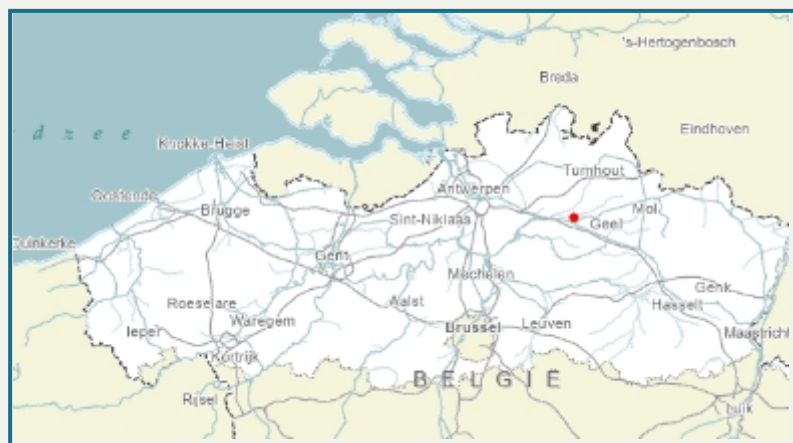 's-Hertogenbosch
Breda
d z e e
Eindhoven
Knokke-Heist
Turnhout
Antwerpen
Oostende
Mol
Brugge
Sint-Niklaas
Geel
Duinkerke
Gent
Mechelen
Genk
Roeselare
Aalst
Hasselt
Waregem
Brussel
Leuven
Ieper
Maastricht
Kortrijk
BELGIË
Rijsel
Luik